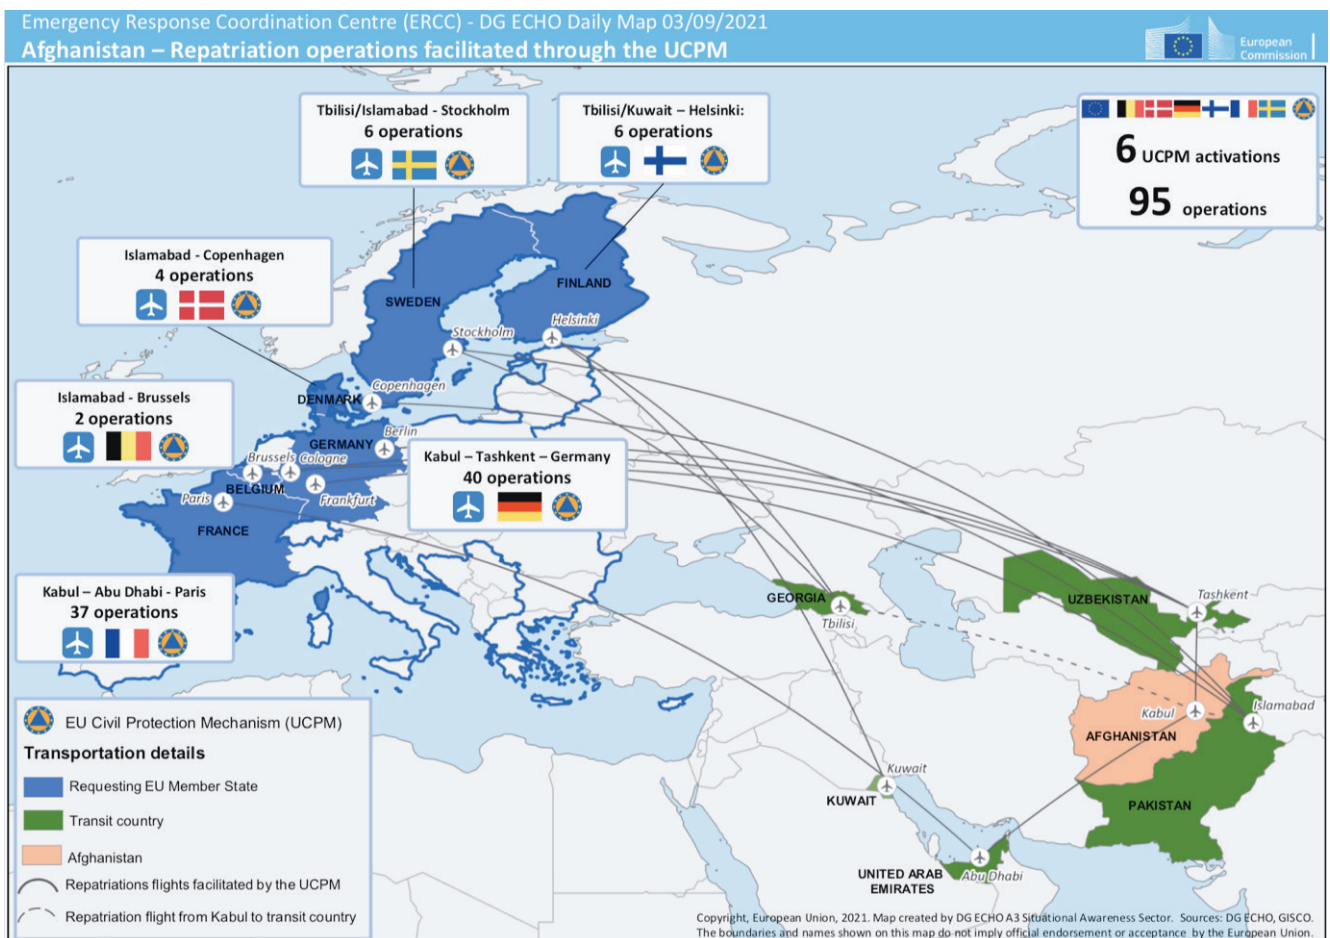 Emergency Response Coordination Centre (ERCC) - DG ECHO Daily Map 03/09/2021
Afghanistan – Repatriation operations facilitated through the UCPM
European
Commission
Tbilisi/Islamabad - Stockholm
6 operations
Tbilisi/Kuwait – Helsinki:
6 operations
6 UCPM activations
95 operations
Islamabad - Copenhagen
4 operations
Islamabad - Brussels
2 operations
Kabul – Tashkent – Germany
40 operations
Kabul – Abu Dhabi - Paris
37 operations
FINLAND
SWEDEN
Helsinki
Stockholm
Copenhagen
DENMARK
Berlin
GERMANY
Brussels
Cologne
BELGIUM
Frankfurt
Paris
FRANCE
GEORGIA
Tbilisi
UZBEKISTAN
Tashkent
Kabul
Islamabad
AFGHANISTAN
Kuwait
KUWAIT
PAKISTAN
UNITED ARAB
EMIRATES
Abu Dhabi
EU Civil Protection Mechanism (UCPM)
Transportation details
Requesting EU Member State
Transit country
Afghanistan
Repatriations flights facilitated by the UCPM
Repatriation flight from Kabul to transit country
Copyright, European Union, 2021. Map created by DG ECHO A3 Situational Awareness Sector. Sources: DG ECHO, GISCO.
The boundaries and names shown on this map do not imply official endorsement or acceptance by the European Union.